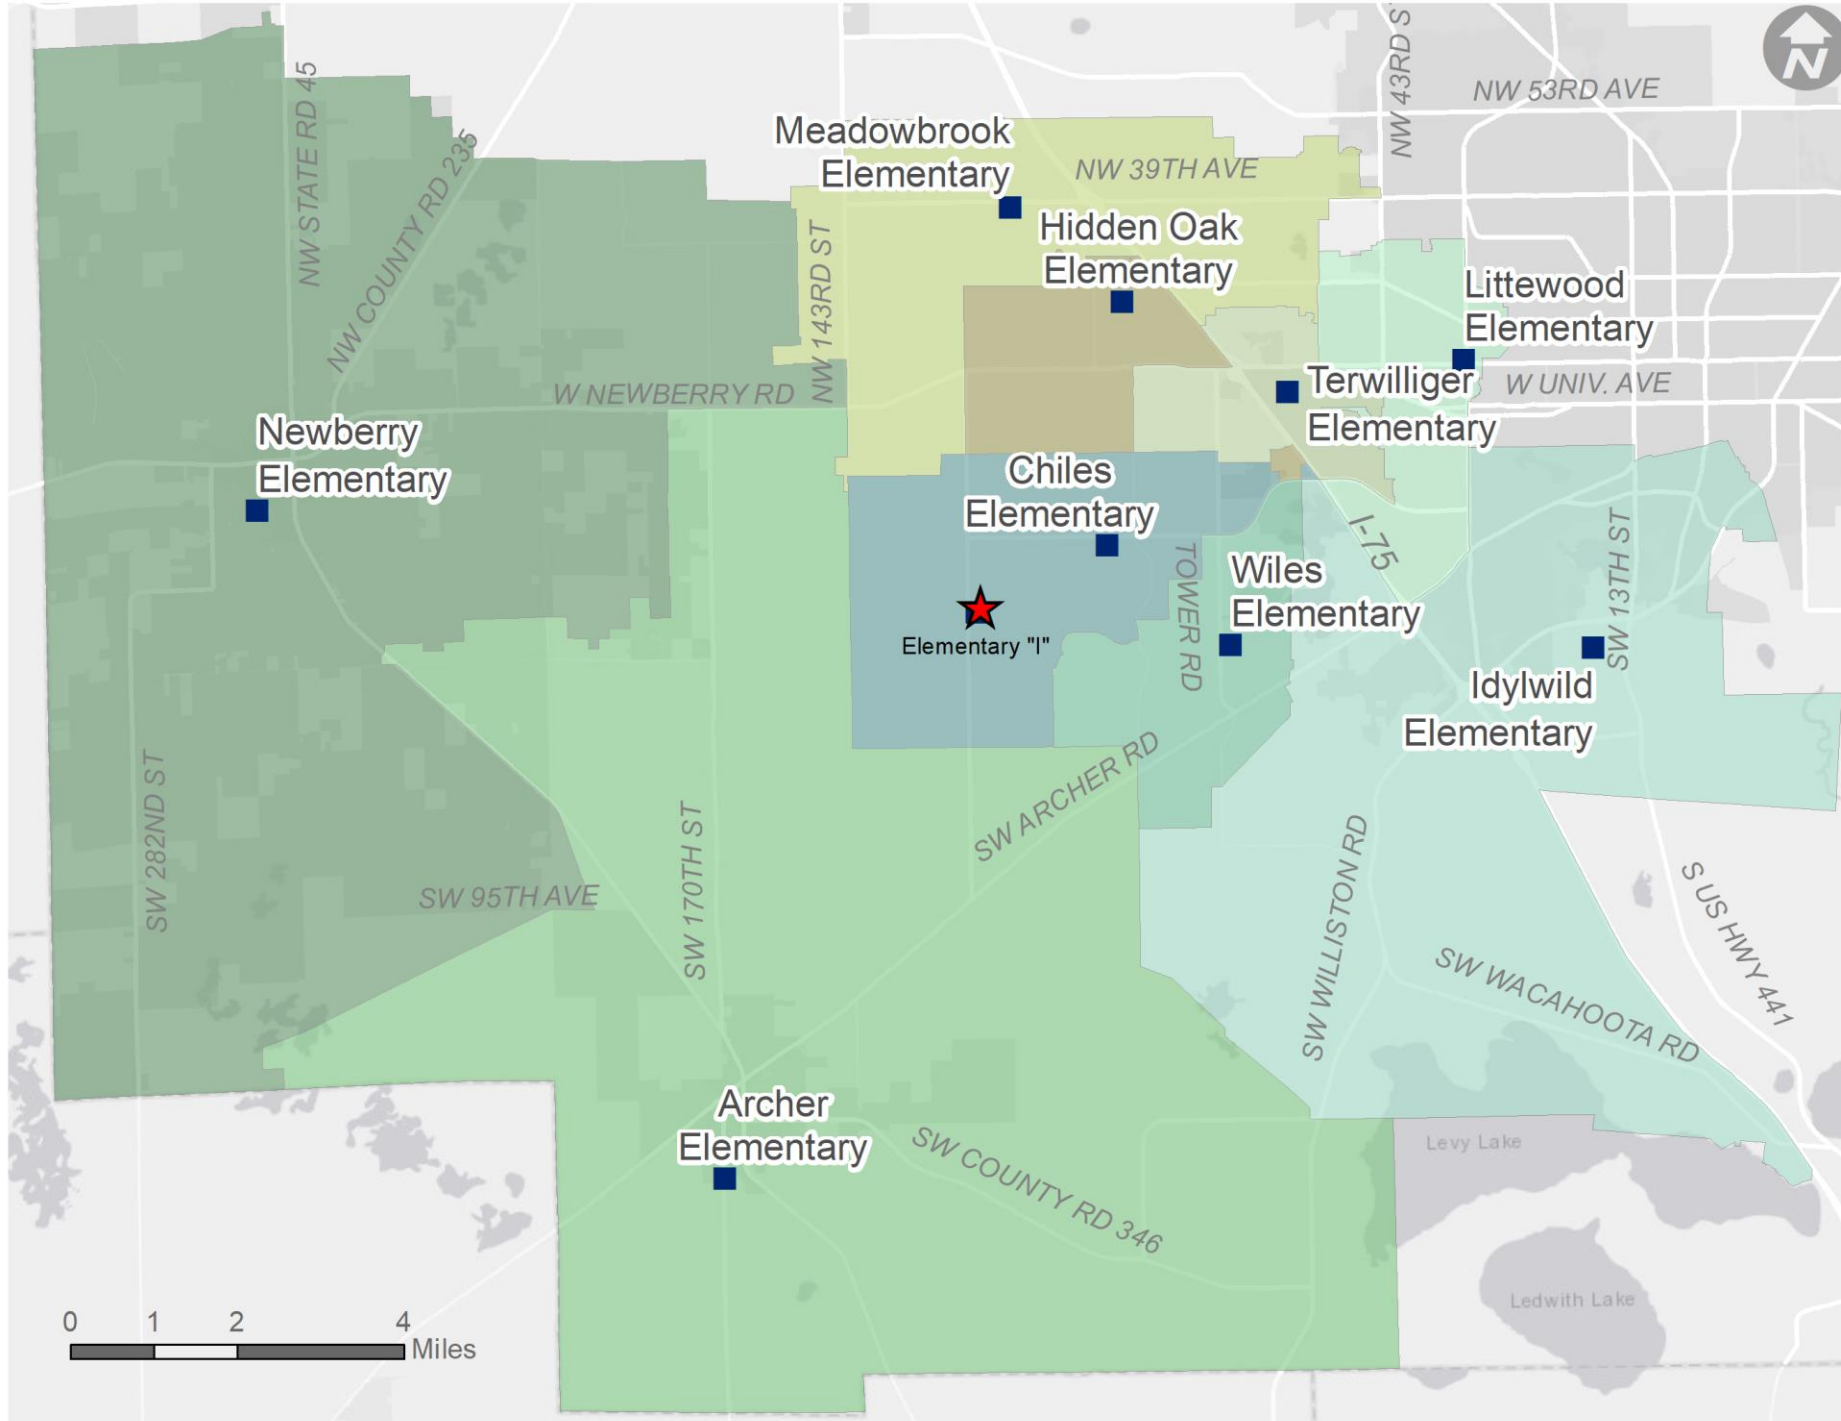 N
NW 43RD S
NW 53RD AVE
NW STATE RD 45
NW COUNTY RD 235
Meadowbrook
Elementary
NW 39TH AVE
NW 143RD ST
Hidden Oak
Elementary
Littewood
Elementary
W NEWBERRY RD
Terwilliger
Elementary
W UNIV. AVE
Newberry
Elementary
Chiles
Elementary
I-75
TOWER RD
Wiles
Elementary
SW 13TH ST
Elementary "I"
Idylwild
Elementary
SW 282ND ST
SW ARCHER RD
SW 170TH ST
SW 95TH AVE
SW WILLISTON RD
S US HWY 441
SW WACAHOOTA RD
Archer
Elementary
SW COUNTY RD 346
Levy Lake
Ledwith Lake
0 1 2 4
Miles